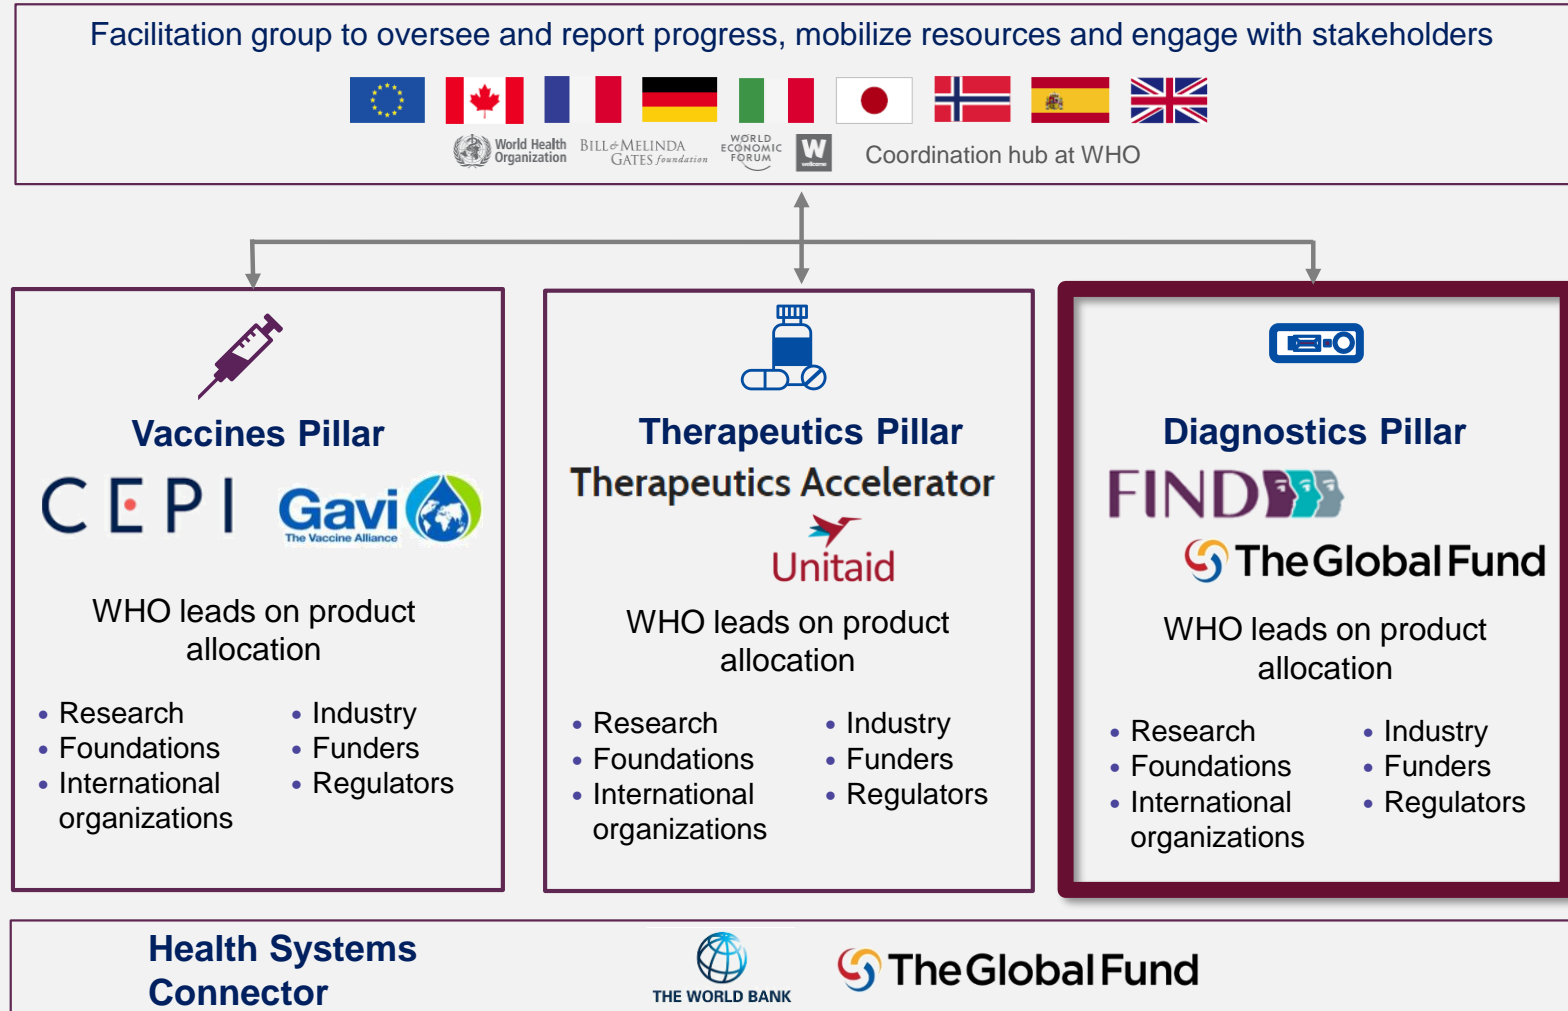 Facilitation group to oversee and report progress, mobilize resources and engage with stakeholders
World Health
Organization
BILL & MELINDA
GATES foundation
WORLD
ECONOMIC
FORUM
W
wellcome
Coordination hub at WHO
Vaccines Pillar
CEPI
Gavi
The Vaccine Alliance
WHO leads on product
allocation
• Research
• Foundations
• International
organizations
• Industry
• Funders
• Regulators
Therapeutics Pillar
Therapeutics Accelerator
Unitaid
WHO leads on product
allocation
• Research
• Foundations
• International
organizations
• Industry
• Funders
• Regulators
Diagnostics Pillar
FIND
The Global Fund
WHO leads on product
allocation
• Research
• Foundations
• International
organizations
• Industry
• Funders
• Regulators
Health Systems
Connector
THE WORLD BANK
The Global Fund